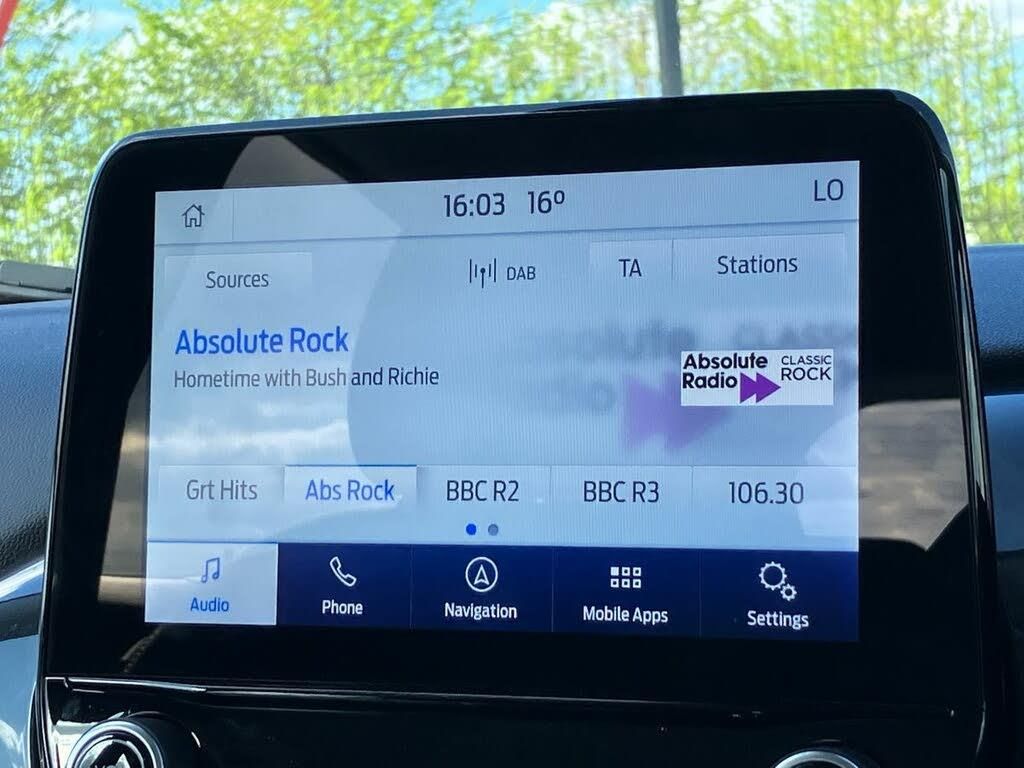 16:03 16º LO
Sources DAB TA Stations
Absolute Rock
Hometime with Bush and Richie
Absolute
Radio
CLASSIC
ROCK
Grt Hits Abs Rock BBC R2 BBC R3 106.30
Audio Phone Navigation Mobile Apps Settings